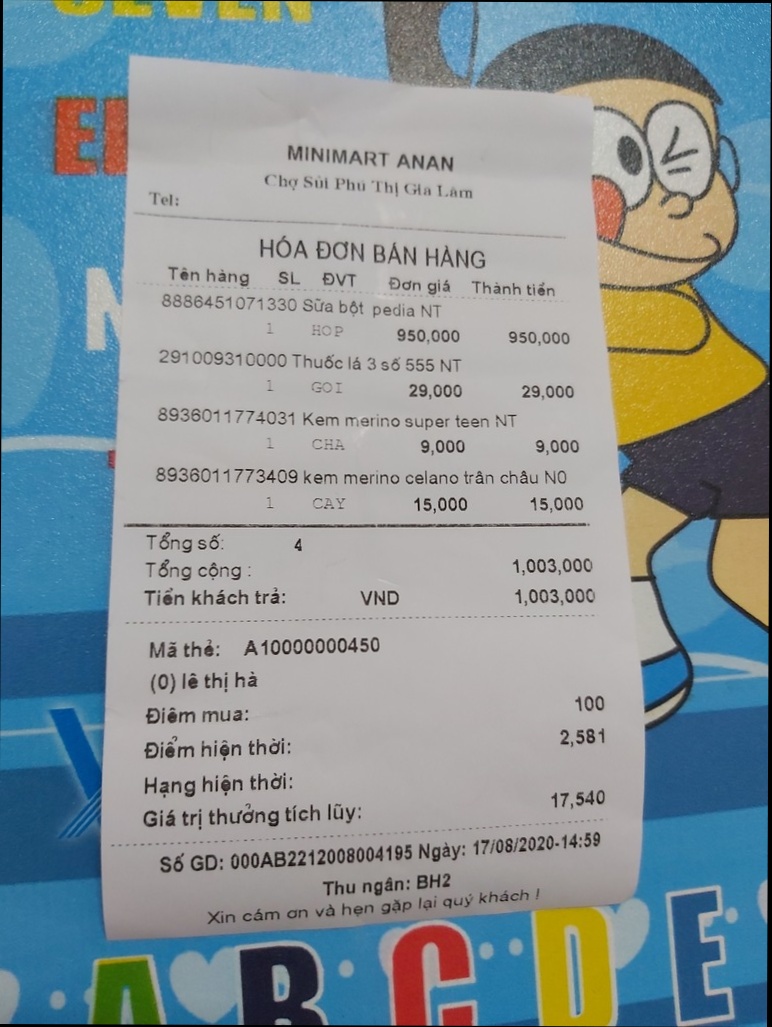 SEVEN
MINIMART ANAN
Chợ Sủi Phú Thị Gia Lâm
Tel:
HÓA ĐƠN BÁN HÀNG
Tên hàng SL ĐVT Đơn giá Thành tiền
8886451071330 Sữa bột pedia NT
1 HOP 950,000 950,000
291009310000 Thuốc lá 3 số 555 NT
1 GOI 29,000 29,000
8936011774031 Kem merino super teen NT
1 CHA 9,000 9,000
8936011773409 kem merino celano trân châu N0
1 CAY 15,000 15,000
Tổng số: 4
Tổng cộng : 1,003,000
Tiền khách trả: VND 1,003,000
Mã thẻ: A10000000450
(0) lê thị hà
Điểm mua: 100
Điểm hiện thời: 2,581
Hạng hiện thời:
Giá trị thưởng tích lũy: 17,540
Số GD: 000AB2212008004195 Ngày: 17/08/2020-14:59
Thu ngân: BH2
Xin cám ơn và hẹn gặp lại quý khách !
A B C D E